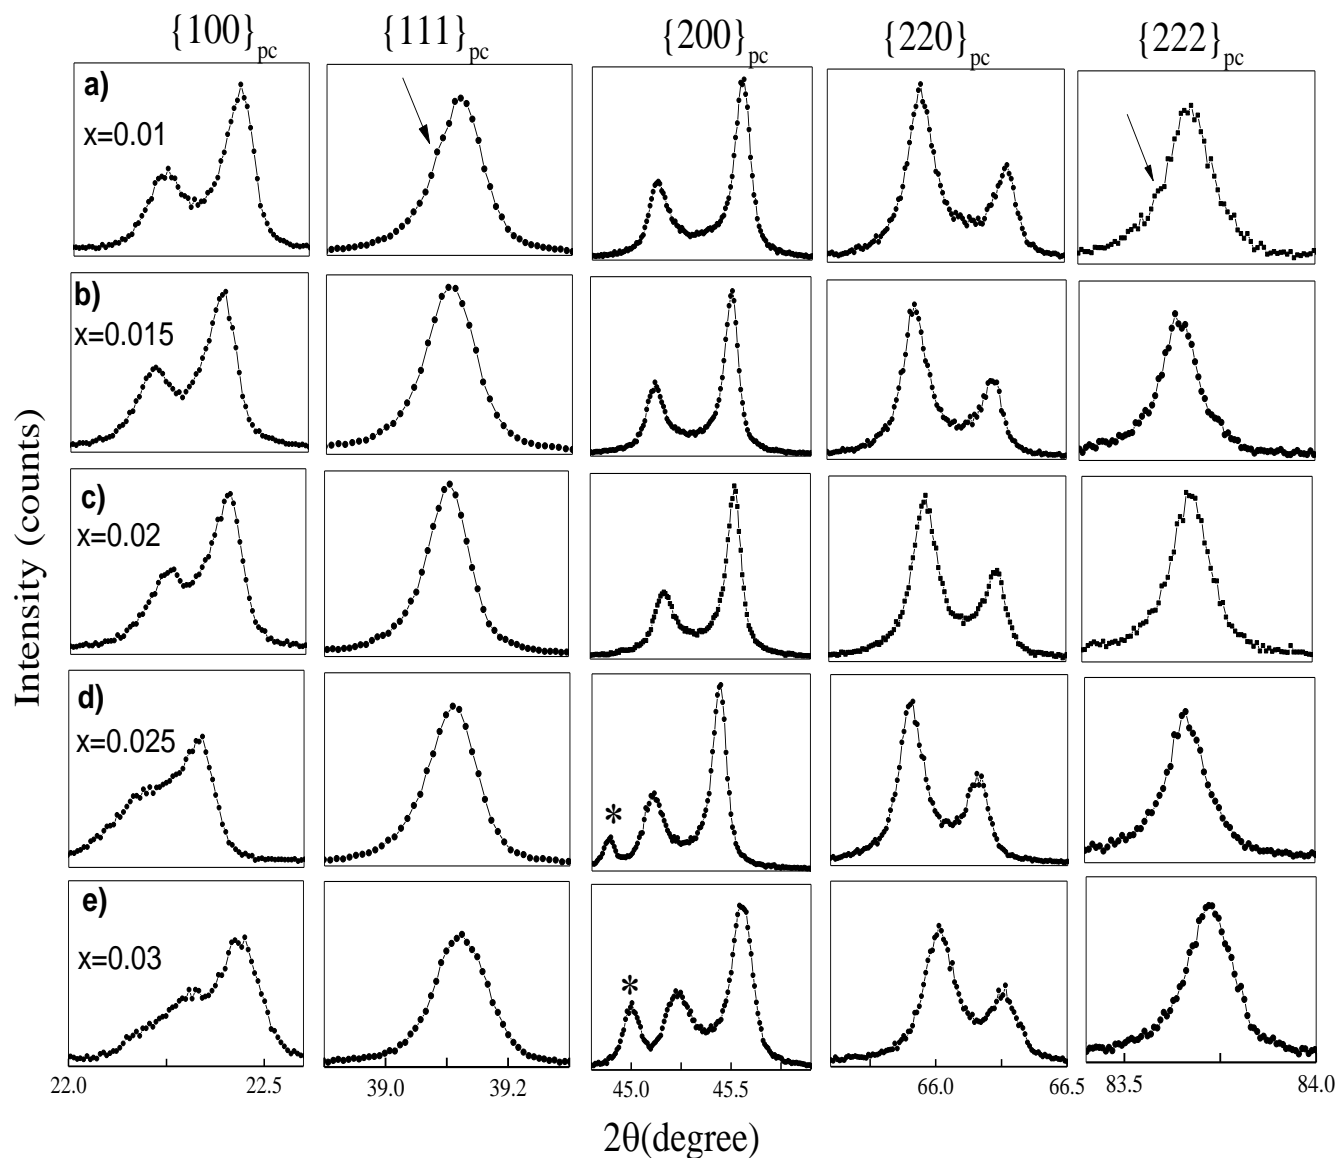 {100}pc {111}pc {200}pc {220}pc {222}pc
a)
x=0.01
b)
x=0.015
c)
x=0.02
d)
x=0.025
*
e)
x=0.03
*
Intensity (counts)
22.0 22.5 39.0 39.2 45.0 45.5 66.0 66.5 83.5 84.0
2θ(degree)